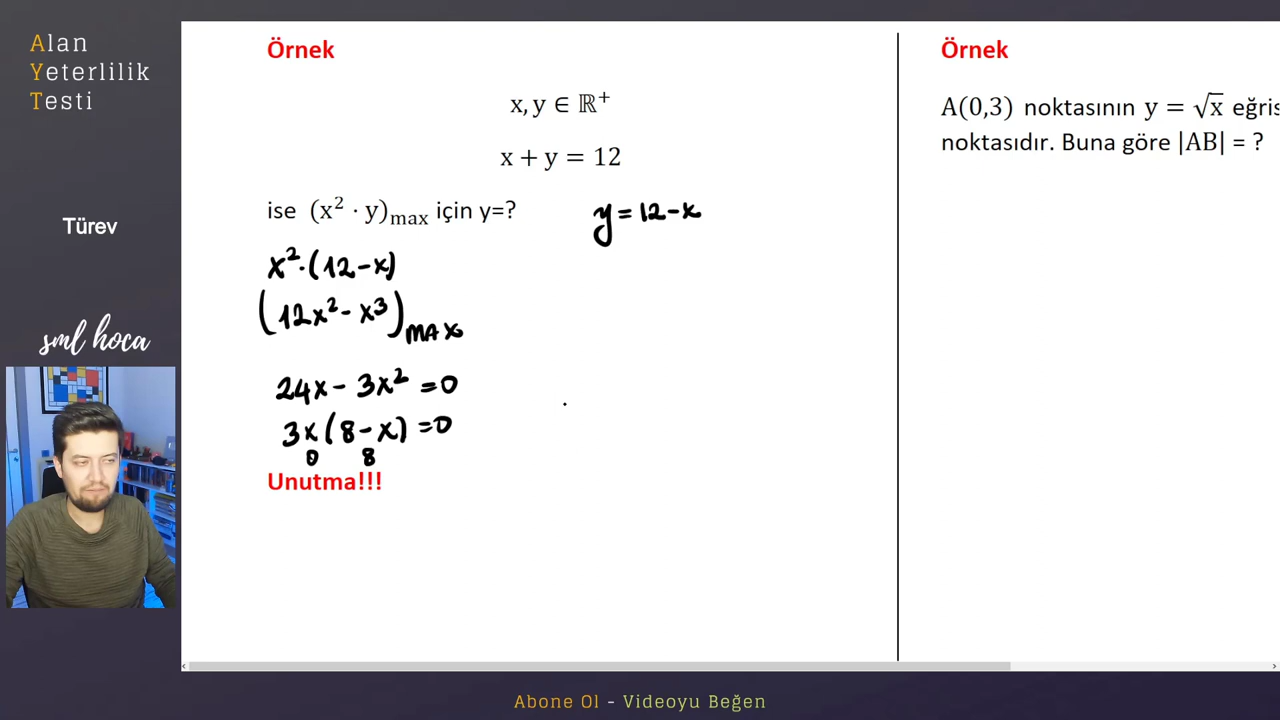 Alan
Yeterlilik
Testi
Türev
sml hoca
Örnek
x, y ∈ ℝ⁺
x + y = 12
ise (x² · y)max için y=?
y = 12 - x
x² · (12 - x)
(12x² - x³) MAX
24x - 3x² = 0
3x (8 - x) = 0
0 8
Unutma!!!
Örnek
A(0,3) noktasının y = √x eğris
noktasıdır. Buna göre |AB| = ?
Abone Ol - Videoyu Beğen